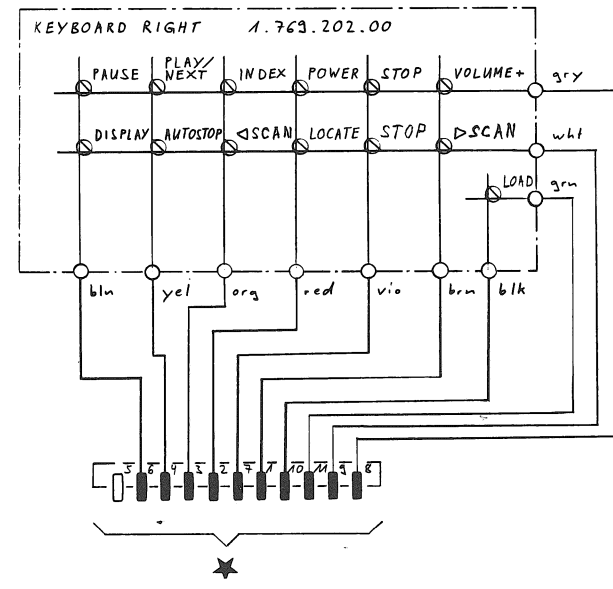 KEYBOARD RIGHT 1.769.202.00
PAUSE PLAY/ INDEX POWER STOP VOLUME+ gry
NEXT
DISPLAY AUTOSTOP ◁SCAN LOCATE STOP ▷SCAN wht
LOAD grn
blu yel org red vio brn blk
5 6 4 3 2 7 1 10 11 9 8